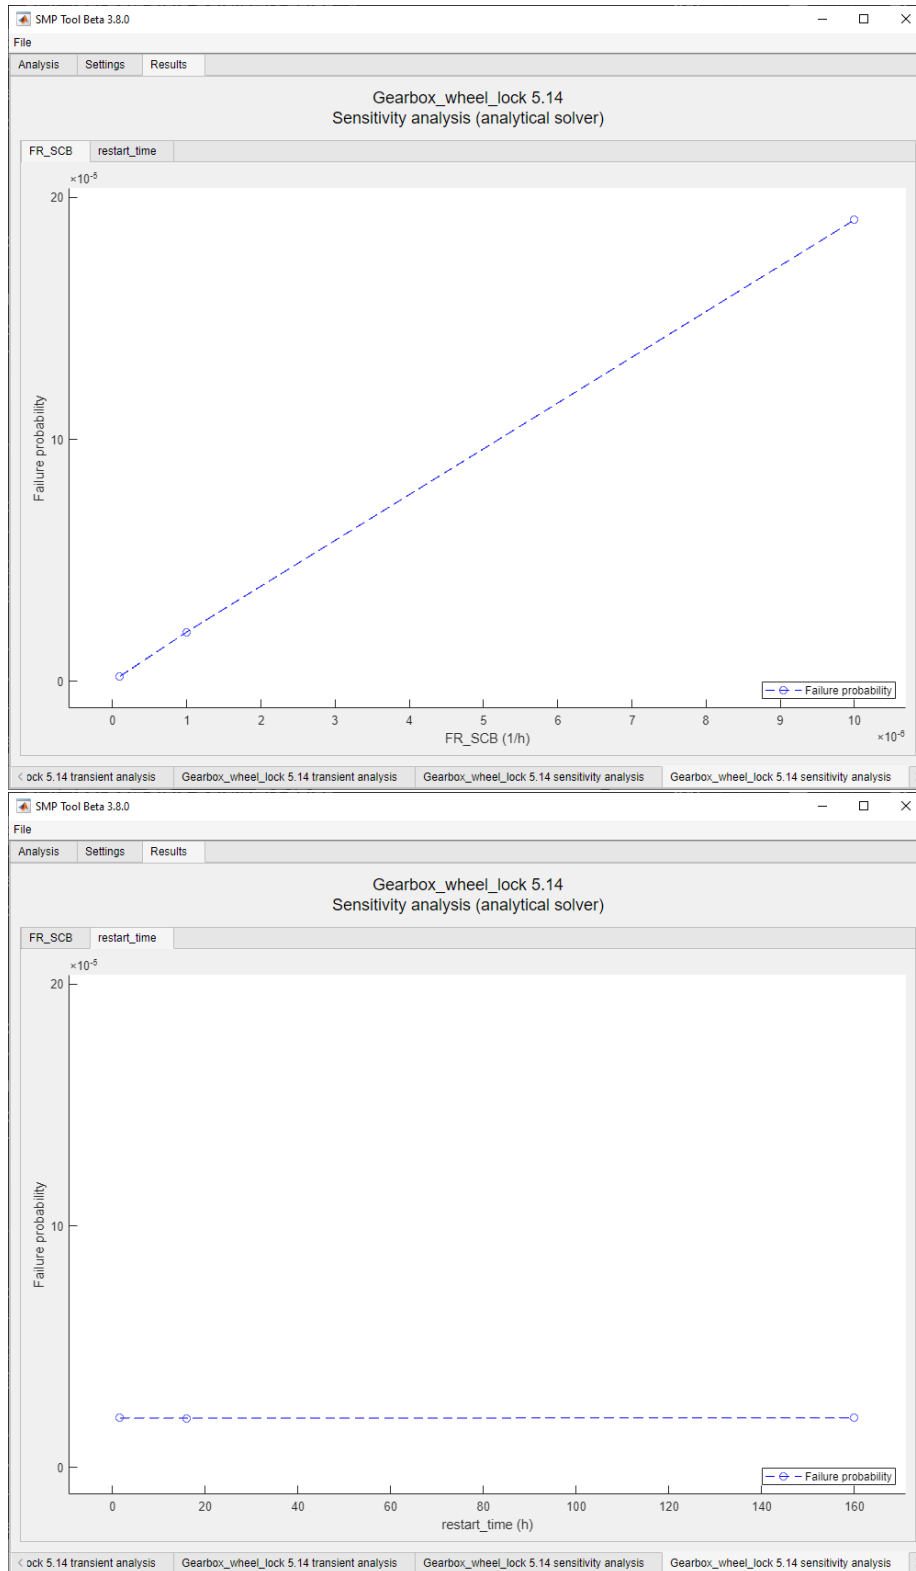 SMP Tool Beta 3.8.0
File
Analysis Settings Results
Gearbox_wheel_lock 5.14
Sensitivity analysis (analytical solver)
FR_SCB restart_time
×10⁻⁵
20
10
0
Failure probability
Failure probability
0 1 2 3 4 5 6 7 8 9 10
FR_SCB (1/h)
×10⁻⁶
ock 5.14 transient analysis Gearbox_wheel_lock 5.14 transient analysis Gearbox_wheel_lock 5.14 sensitivity analysis Gearbox_wheel_lock 5.14 sensitivity analysis
SMP Tool Beta 3.8.0
File
Analysis Settings Results
Gearbox_wheel_lock 5.14
Sensitivity analysis (analytical solver)
FR_SCB restart_time
×10⁻⁵
20
10
0
Failure probability
Failure probability
0 20 40 60 80 100 120 140 160
restart_time (h)
ock 5.14 transient analysis Gearbox_wheel_lock 5.14 transient analysis Gearbox_wheel_lock 5.14 sensitivity analysis Gearbox_wheel_lock 5.14 sensitivity analysis